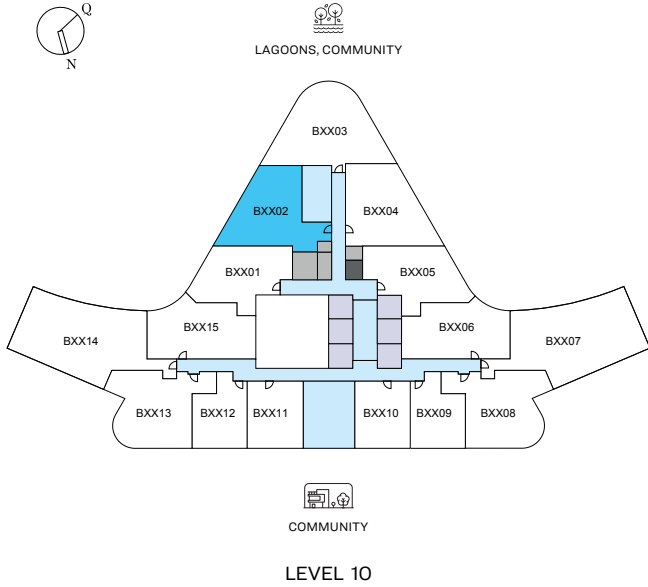 Q
N
LAGOONS, COMMUNITY
BXX03
BXX02
BXX04
BXX01
BXX05
BXX15
BXX06
BXX14
BXX07
BXX13
BXX12
BXX11
BXX10
BXX09
BXX08
COMMUNITY
LEVEL 10